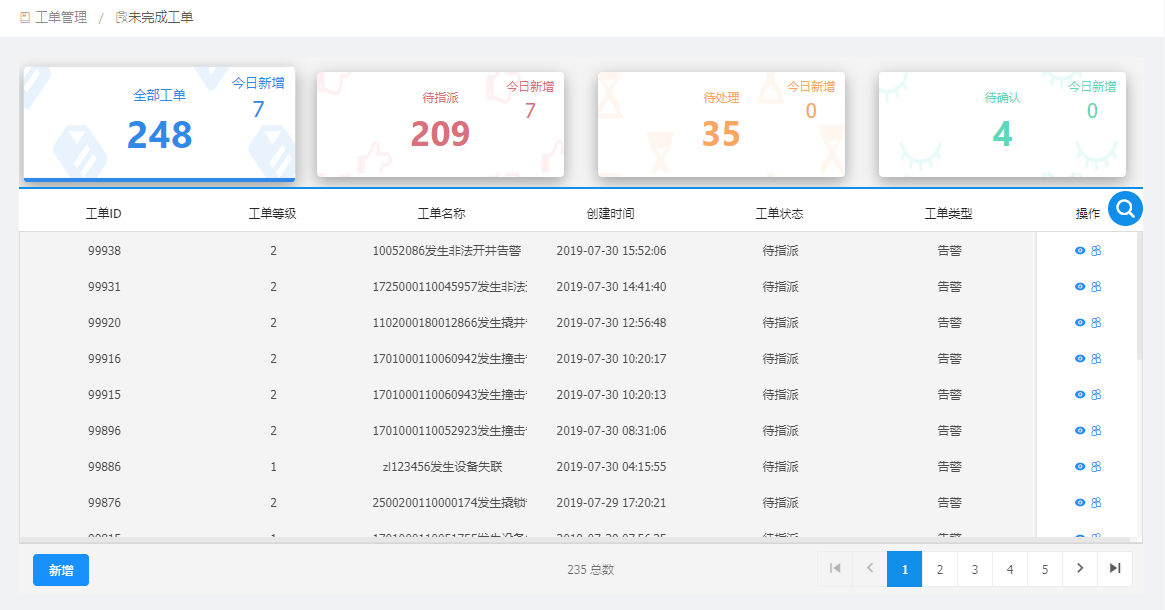 工单管理 / 未完成工单
全部工单 今日新增
248 7
待指派 今日新增
209 7
待处理 今日新增
35 0
待确认 今日新增
4 0
工单ID 工单等级 工单名称 创建时间 工单状态 工单类型 操作
99938 2 10052086发生非法开井告警 2019-07-30 15:52:06 待指派 告警
99931 2 1725000110045957发生非法 2019-07-30 14:41:40 待指派 告警
99920 2 1102000180012866发生撬井 2019-07-30 12:56:48 待指派 告警
99916 2 1701000110060942发生撞击 2019-07-30 10:20:17 待指派 告警
99915 2 1701000110060943发生撞击 2019-07-30 10:20:13 待指派 告警
99896 2 1701000110052923发生撞击 2019-07-30 08:31:06 待指派 告警
99886 1 zl123456发生设备失联 2019-07-30 04:15:55 待指派 告警
99876 2 2500200110000174发生撬锁 2019-07-29 17:20:21 待指派 告警
新增 235 总数 1 2 3 4 5